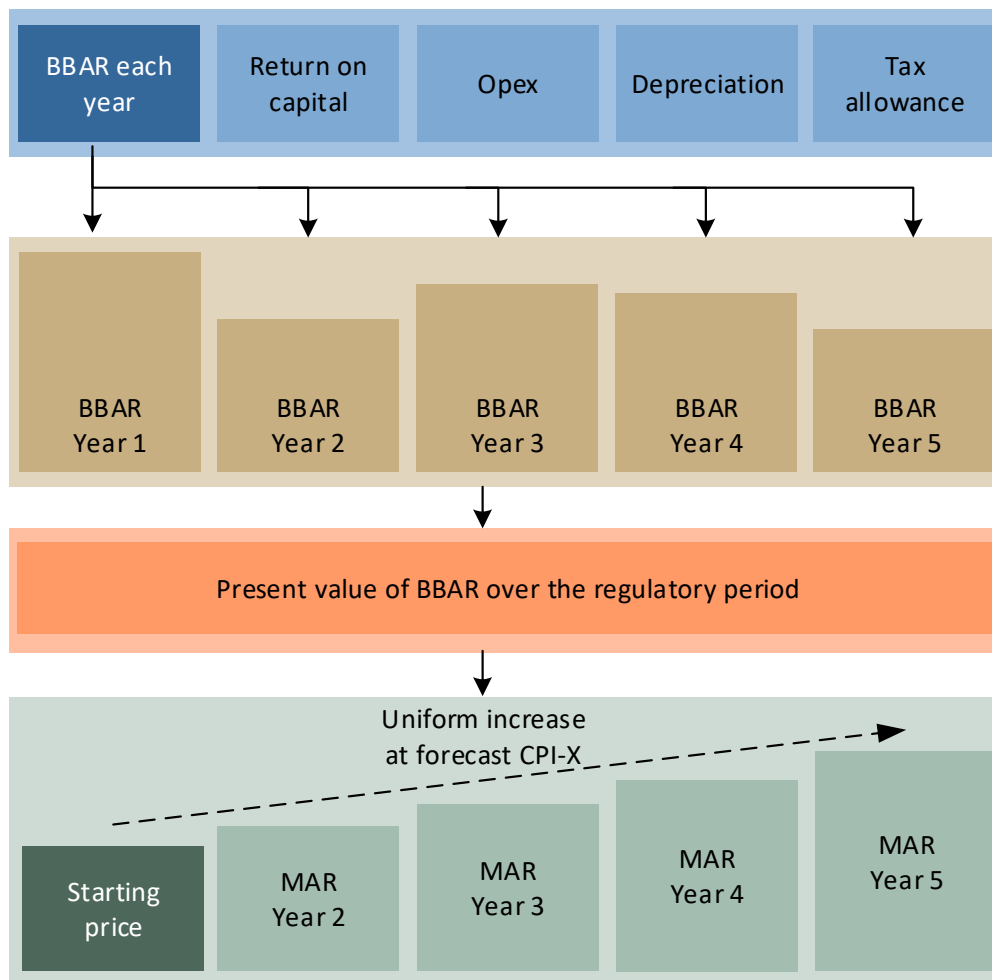 BBAR each
year
Return on
capital
Opex
Depreciation
Tax
allowance
BBAR
Year 1
BBAR
Year 2
BBAR
Year 3
BBAR
Year 4
BBAR
Year 5
Present value of BBAR over the regulatory period
Uniform increase
at forecast CPI-X
Starting
price
MAR
Year 2
MAR
Year 3
MAR
Year 4
MAR
Year 5